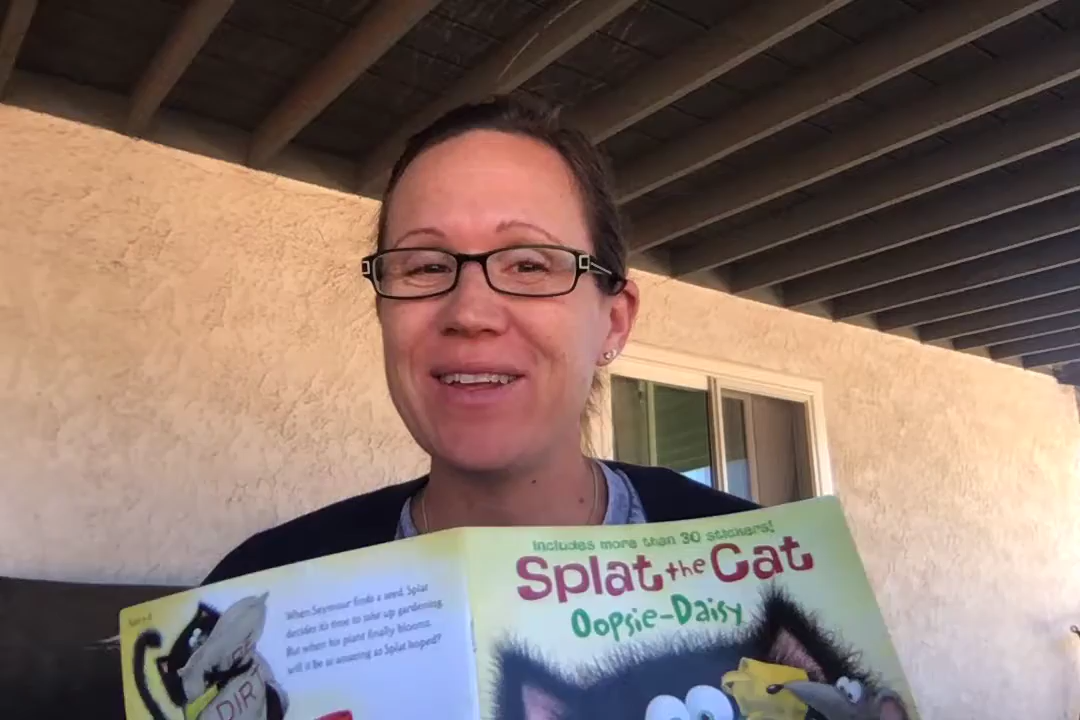 Includes more than 30 stickers!
Splat the Cat
Oopsie-Daisy
When Seymour finds a seed, Splat
decides it's time to take up gardening.
But when his plant finally blooms,
will it be as amazing as Splat hoped?
DIRT